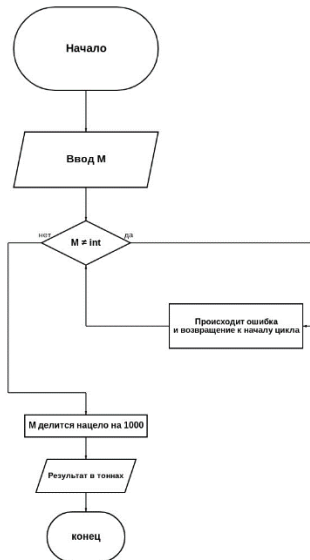 Начало
Ввод М
нет
М ≠ int
да
Происходит ошибка
и возвращение к началу цикла
М делится нацело на 1000
Результат в тоннах
конец